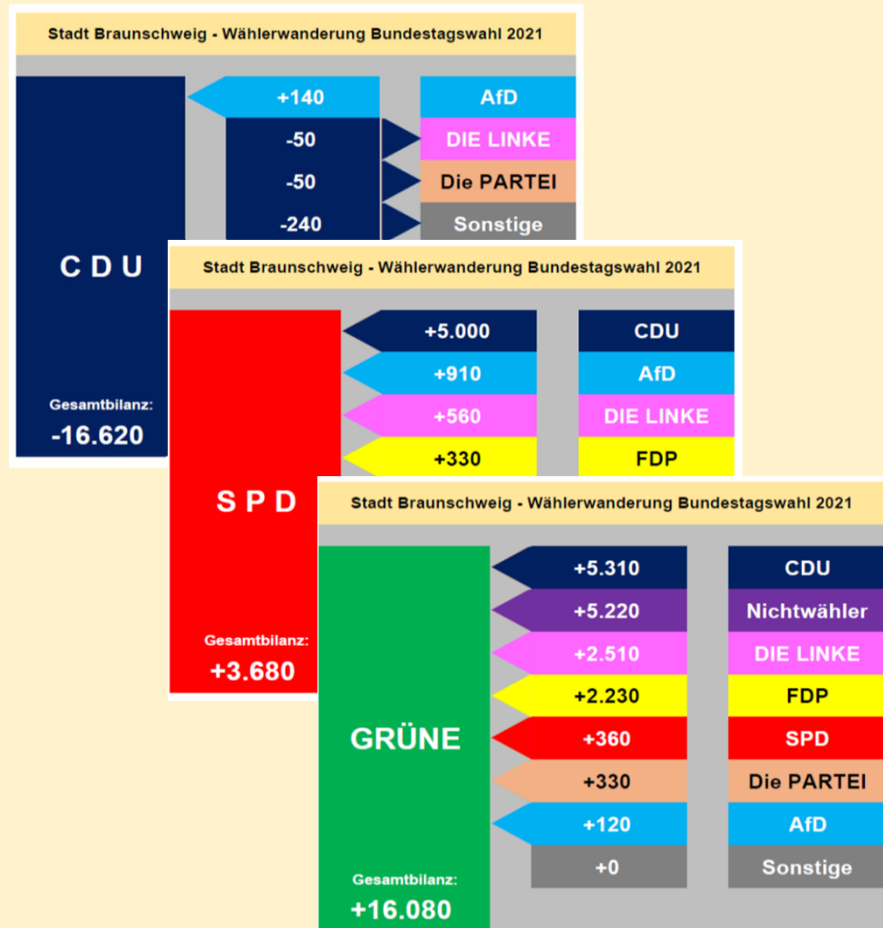 Stadt Braunschweig - Wählerwanderung Bundestagswahl 2021
+140 AfD
-50 DIE LINKE
-50 Die PARTEI
-240 Sonstige
CDU
Gesamtbilanz:
-16.620
Stadt Braunschweig - Wählerwanderung Bundestagswahl 2021
+5.000 CDU
+910 AfD
+560 DIE LINKE
+330 FDP
SPD
Gesamtbilanz:
+3.680
Stadt Braunschweig - Wählerwanderung Bundestagswahl 2021
+5.310 CDU
+5.220 Nichtwähler
+2.510 DIE LINKE
+2.230 FDP
GRÜNE
+360 SPD
+330 Die PARTEI
+120 AfD
+0 Sonstige
Gesamtbilanz:
+16.080